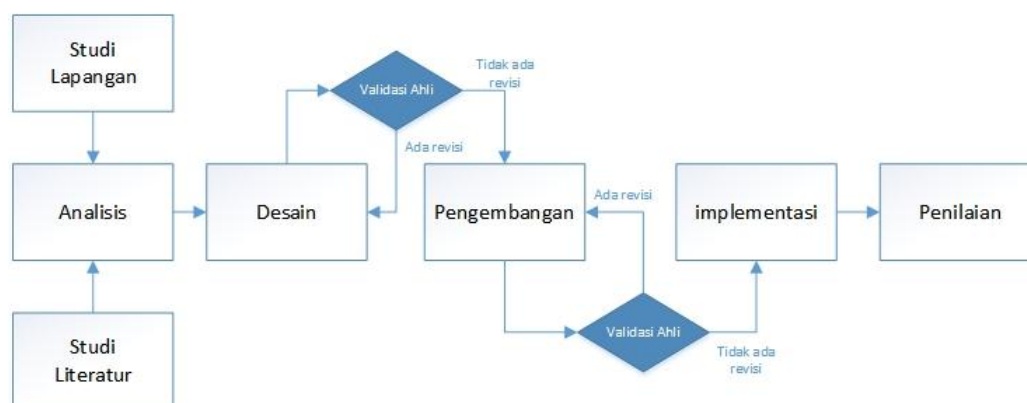 Studi
Lapangan
Validasi Ahli
Tidak ada
revisi
Ada revisi
Analisis
Desain
Pengembangan
Ada revisi
implementasi
Penilaian
Studi
Literatur
Validasi Ahli
Tidak ada
revisi